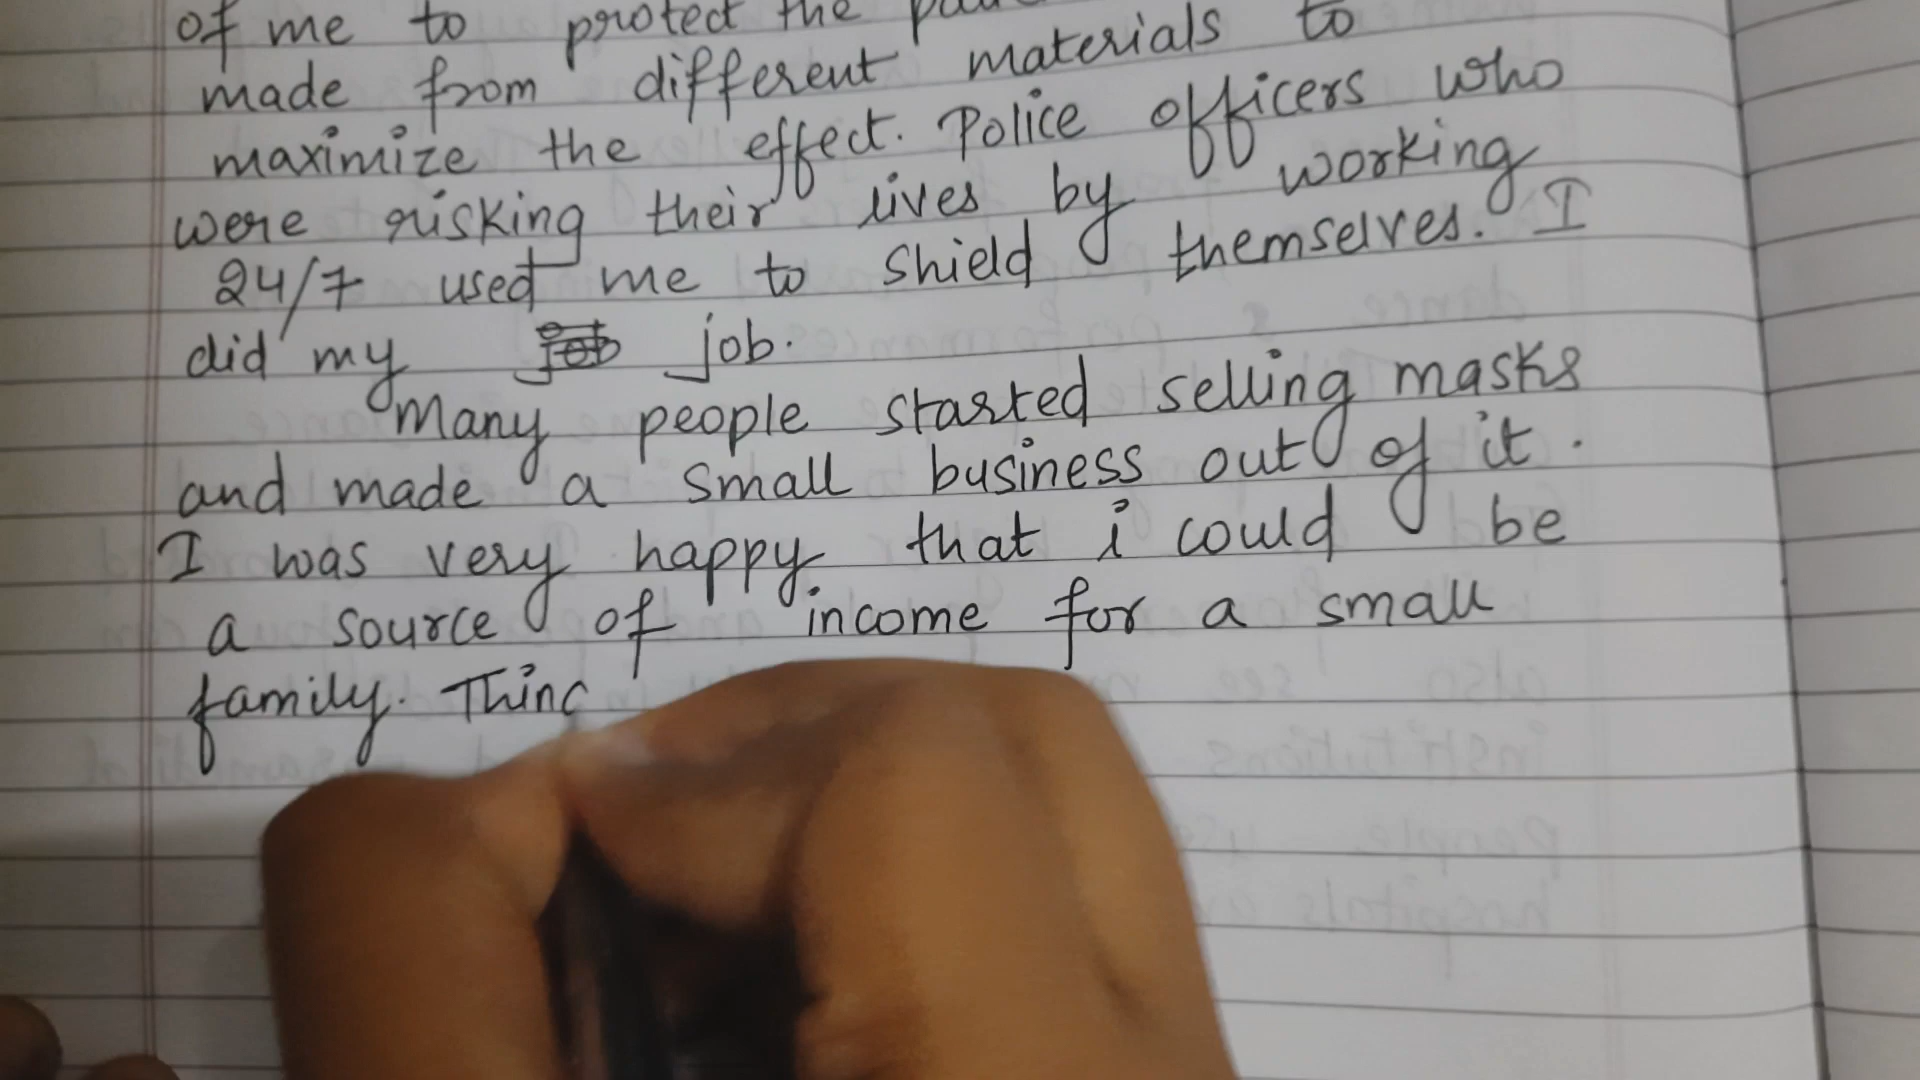 of me to protect the
made from different materials to
maximize the effect. Police officers who
were risking their lives by working
24/7 used me to shield themselves. I
did my job job.
Many people started selling masks
and made a small business out of it.
I was very happy that i could be
a source of income for a small
family. Thing